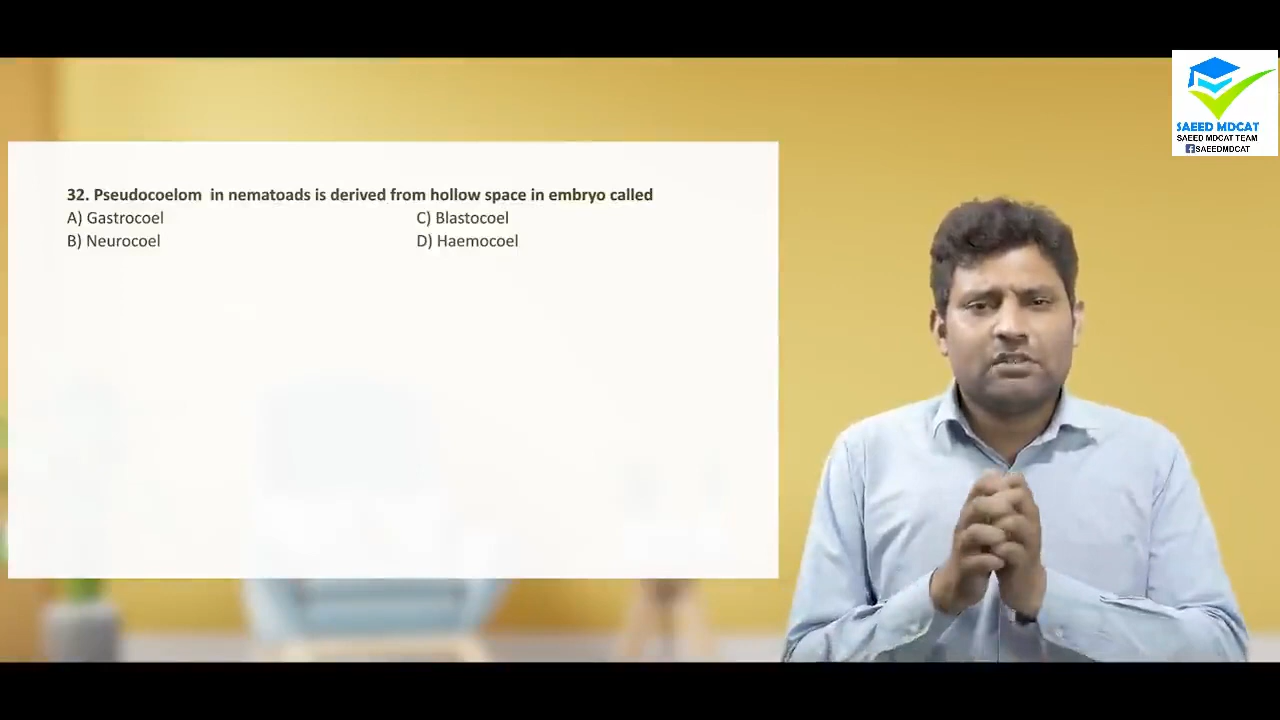 SAEED MDCAT
SAEED MDCAT TEAM
SAEEDMDCAT
32. Pseudocoelom in nematoads is derived from hollow space in embryo called
A) Gastrocoel
C) Blastocoel
B) Neurocoel
D) Haemocoel